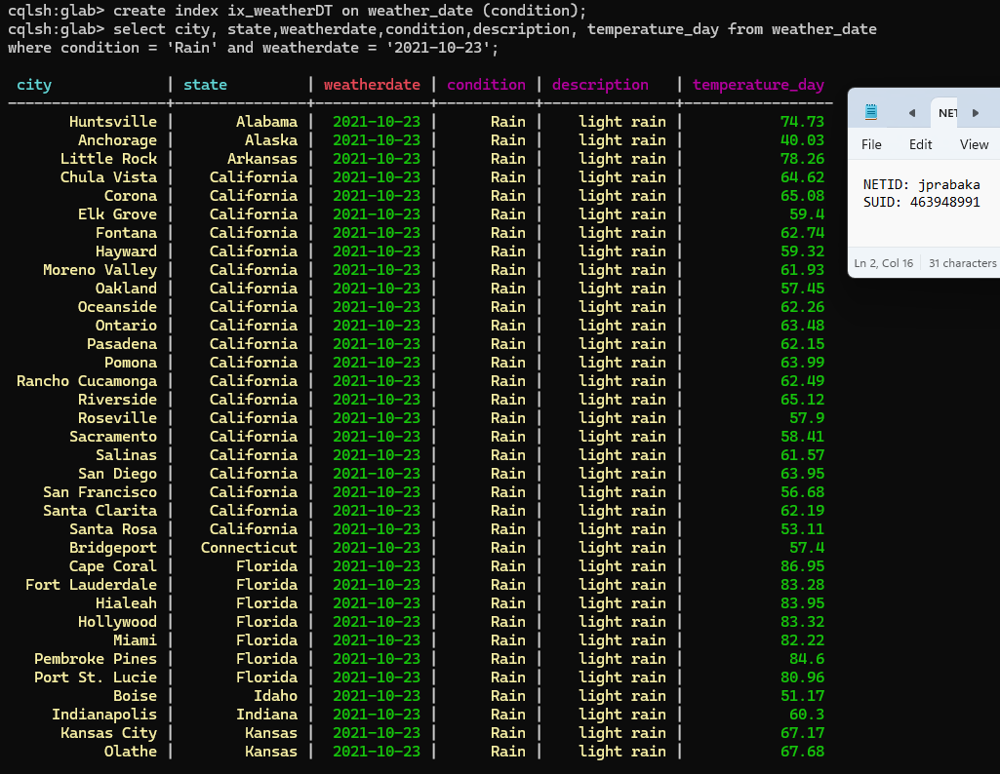 cqlsh:glab> create index ix_weatherDT on weather_date (condition);
cqlsh:glab> select city, state,weatherdate,condition,description, temperature_day from weather_date
where condition = 'Rain' and weatherdate = '2021-10-23';
city | state | weatherdate | condition | description | temperature_day
Huntsville | Alabama | 2021-10-23 | Rain | light rain | 74.73
Anchorage | Alaska | 2021-10-23 | Rain | light rain | 40.03
Little Rock | Arkansas | 2021-10-23 | Rain | light rain | 78.26
Chula Vista | California | 2021-10-23 | Rain | light rain | 64.62
Corona | California | 2021-10-23 | Rain | light rain | 65.08
Elk Grove | California | 2021-10-23 | Rain | light rain | 59.4
Fontana | California | 2021-10-23 | Rain | light rain | 62.74
Hayward | California | 2021-10-23 | Rain | light rain | 59.32
Moreno Valley | California | 2021-10-23 | Rain | light rain | 61.93
Oakland | California | 2021-10-23 | Rain | light rain | 57.45
Oceanside | California | 2021-10-23 | Rain | light rain | 62.26
Ontario | California | 2021-10-23 | Rain | light rain | 63.48
Pasadena | California | 2021-10-23 | Rain | light rain | 62.15
Pomona | California | 2021-10-23 | Rain | light rain | 63.99
Rancho Cucamonga | California | 2021-10-23 | Rain | light rain | 62.49
Riverside | California | 2021-10-23 | Rain | light rain | 65.12
Roseville | California | 2021-10-23 | Rain | light rain | 57.9
Sacramento | California | 2021-10-23 | Rain | light rain | 58.41
Salinas | California | 2021-10-23 | Rain | light rain | 61.57
San Diego | California | 2021-10-23 | Rain | light rain | 63.95
San Francisco | California | 2021-10-23 | Rain | light rain | 56.68
Santa Clarita | California | 2021-10-23 | Rain | light rain | 62.19
Santa Rosa | California | 2021-10-23 | Rain | light rain | 53.11
Bridgeport | Connecticut | 2021-10-23 | Rain | light rain | 57.4
Cape Coral | Florida | 2021-10-23 | Rain | light rain | 86.95
Fort Lauderdale | Florida | 2021-10-23 | Rain | light rain | 83.28
Hialeah | Florida | 2021-10-23 | Rain | light rain | 83.95
Hollywood | Florida | 2021-10-23 | Rain | light rain | 83.32
Miami | Florida | 2021-10-23 | Rain | light rain | 82.22
Pembroke Pines | Florida | 2021-10-23 | Rain | light rain | 84.6
Port St. Lucie | Florida | 2021-10-23 | Rain | light rain | 80.96
Boise | Idaho | 2021-10-23 | Rain | light rain | 51.17
Indianapolis | Indiana | 2021-10-23 | Rain | light rain | 60.3
Kansas City | Kansas | 2021-10-23 | Rain | light rain | 67.17
Olathe | Kansas | 2021-10-23 | Rain | light rain | 67.68
NET
File Edit View
NETID: jprabaka
SUID: 463948991
Ln 2, Col 16 31 characters